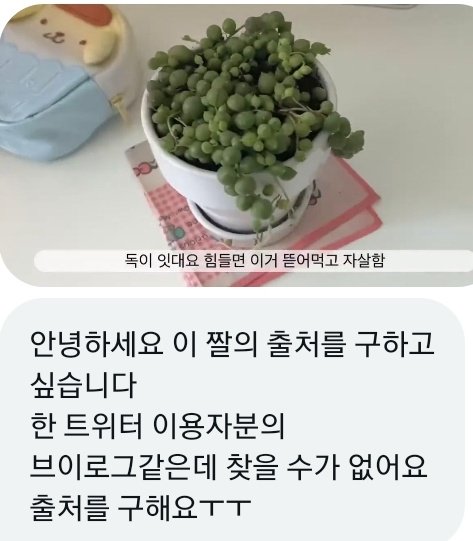 독이 잇대요 힘들면 이거 뜯어먹고 자살함
안녕하세요 이 짤의 출처를 구하고
싶습니다
한 트위터 이용자분의
브이로그같은데 찾을 수가 없어요
출처를 구해요ㅜㅜ